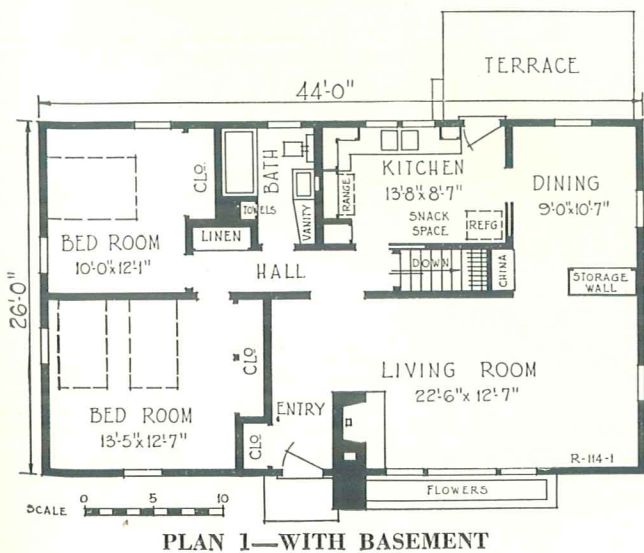 TERRACE
44'-0"
CLO.
BATH
KITCHEN
13'-8" x 8'-7"
RANGE
SNACK
SPACE
REFG
DINING
9'-0" x 10'-7"
TOWELS
VANITY
LINEN
BED ROOM
10'-0" x 12'-1"
HALL
DOWN
CHINA
STORAGE
WALL
26'-0"
CLO
LIVING ROOM
22'-6" x 12'-7"
BED ROOM
13'-5" x 12'-7"
ENTRY
CLO
R-114-1
FLOWERS
SCALE 0 5 10
PLAN 1—WITH BASEMENT